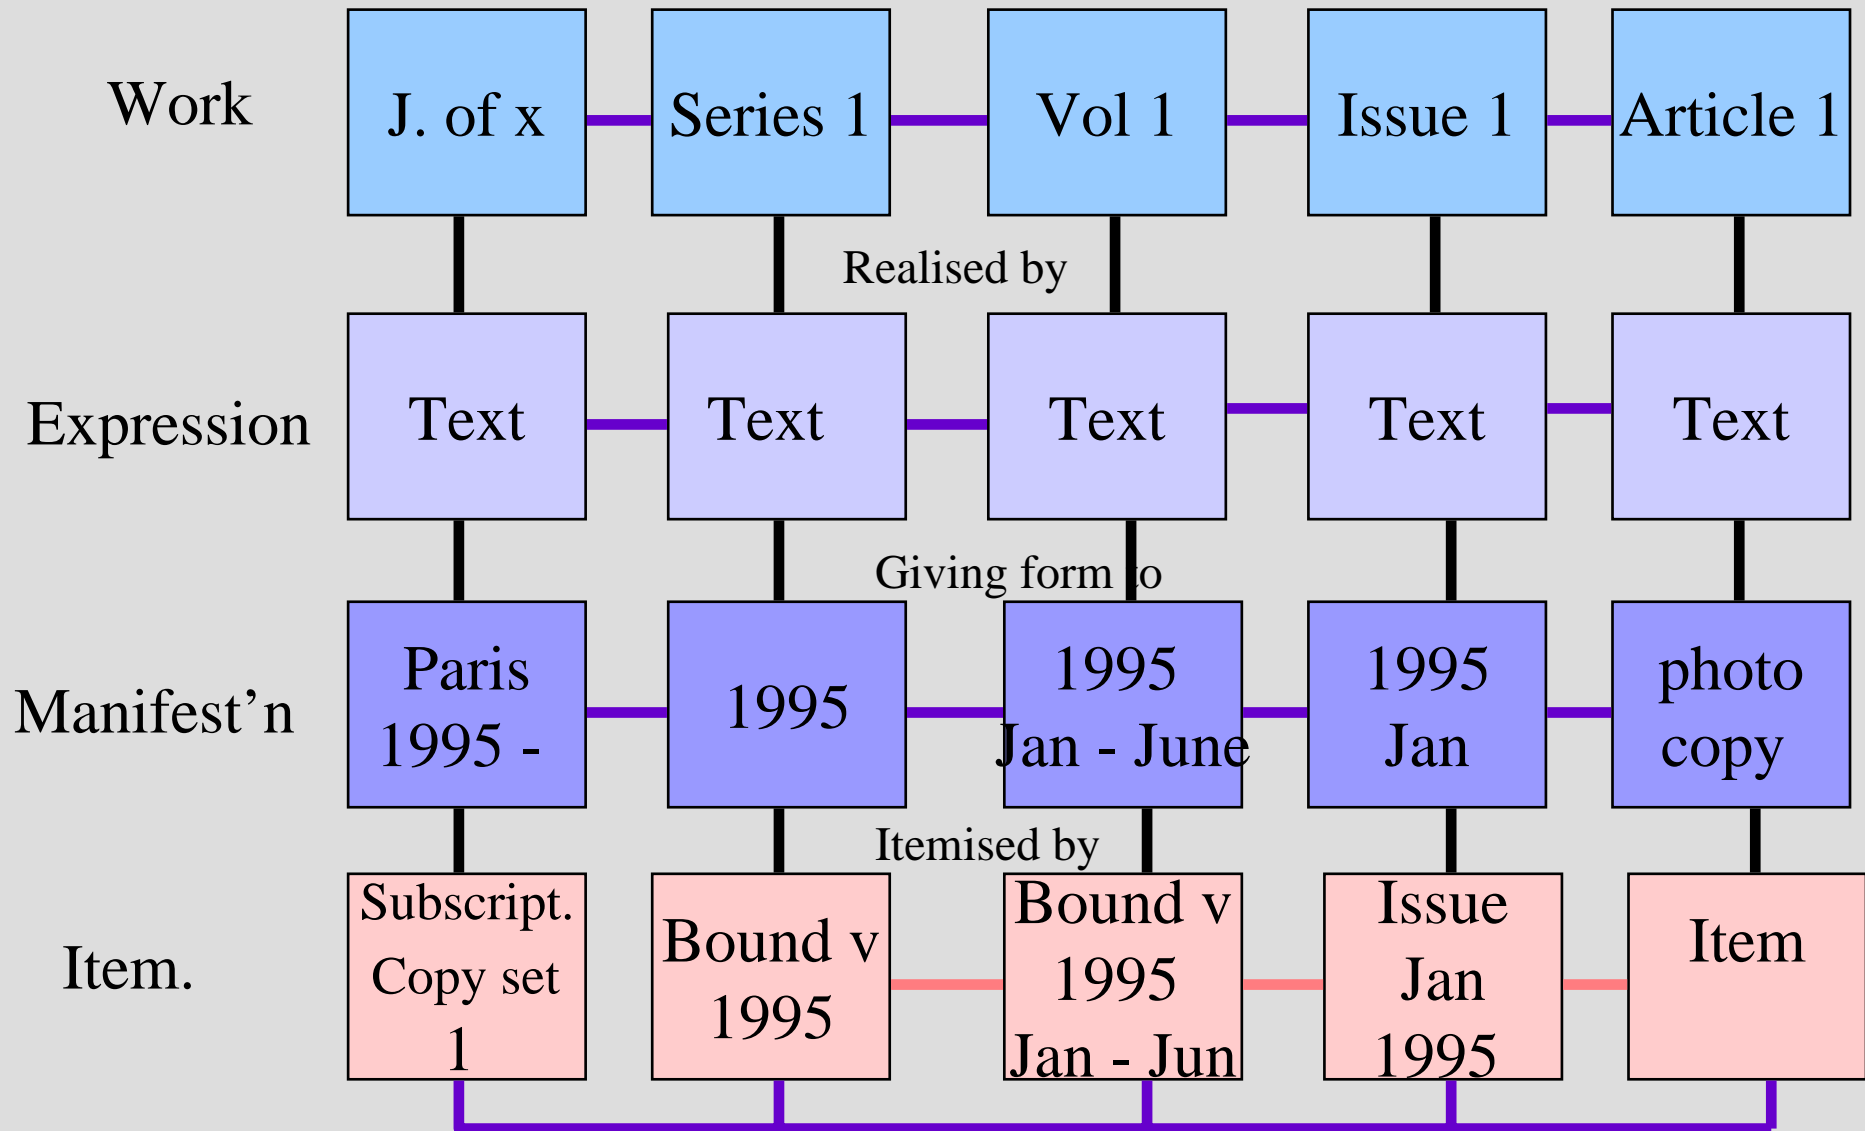 Work
J. of x
Series 1
Vol 1
Issue 1
Article 1
Realised by
Expression
Text
Text
Text
Text
Text
Giving form to
Manifest’n
Paris
1995 -
1995
1995
Jan - June
1995
Jan
photo
copy
Itemised by
Item.
Subscript.
Copy set
1
Bound v
1995
Bound v
1995
Jan - Jun
Issue
Jan
1995
Item